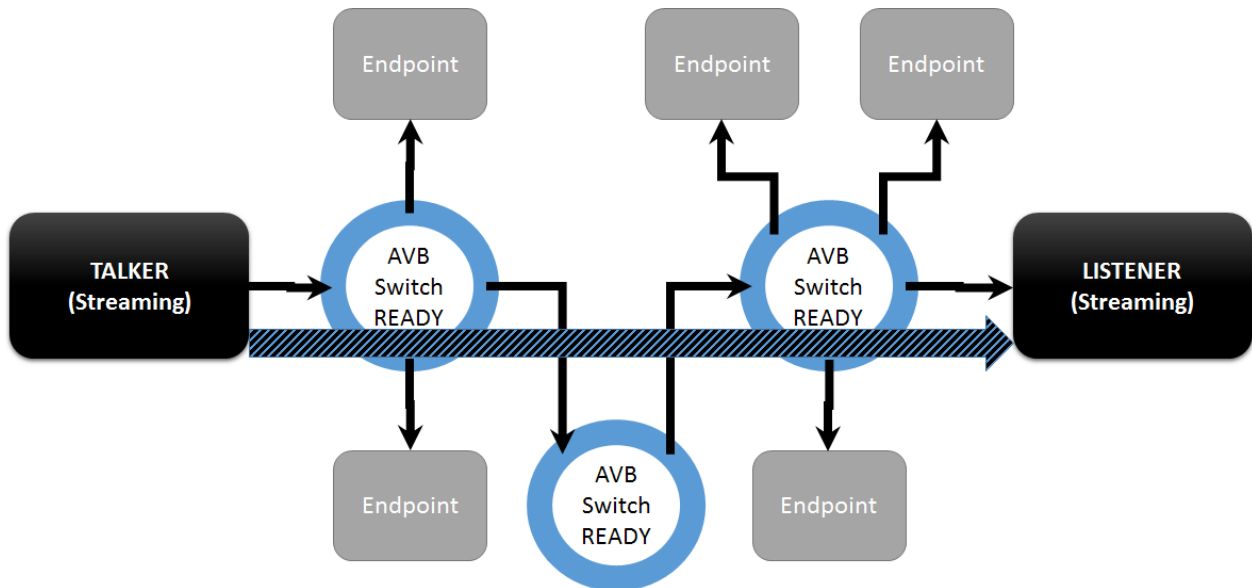 Endpoint
Endpoint
Endpoint
TALKER
(Streaming)
AVB
Switch
READY
AVB
Switch
READY
LISTENER
(Streaming)
Endpoint
AVB
Switch
READY
Endpoint